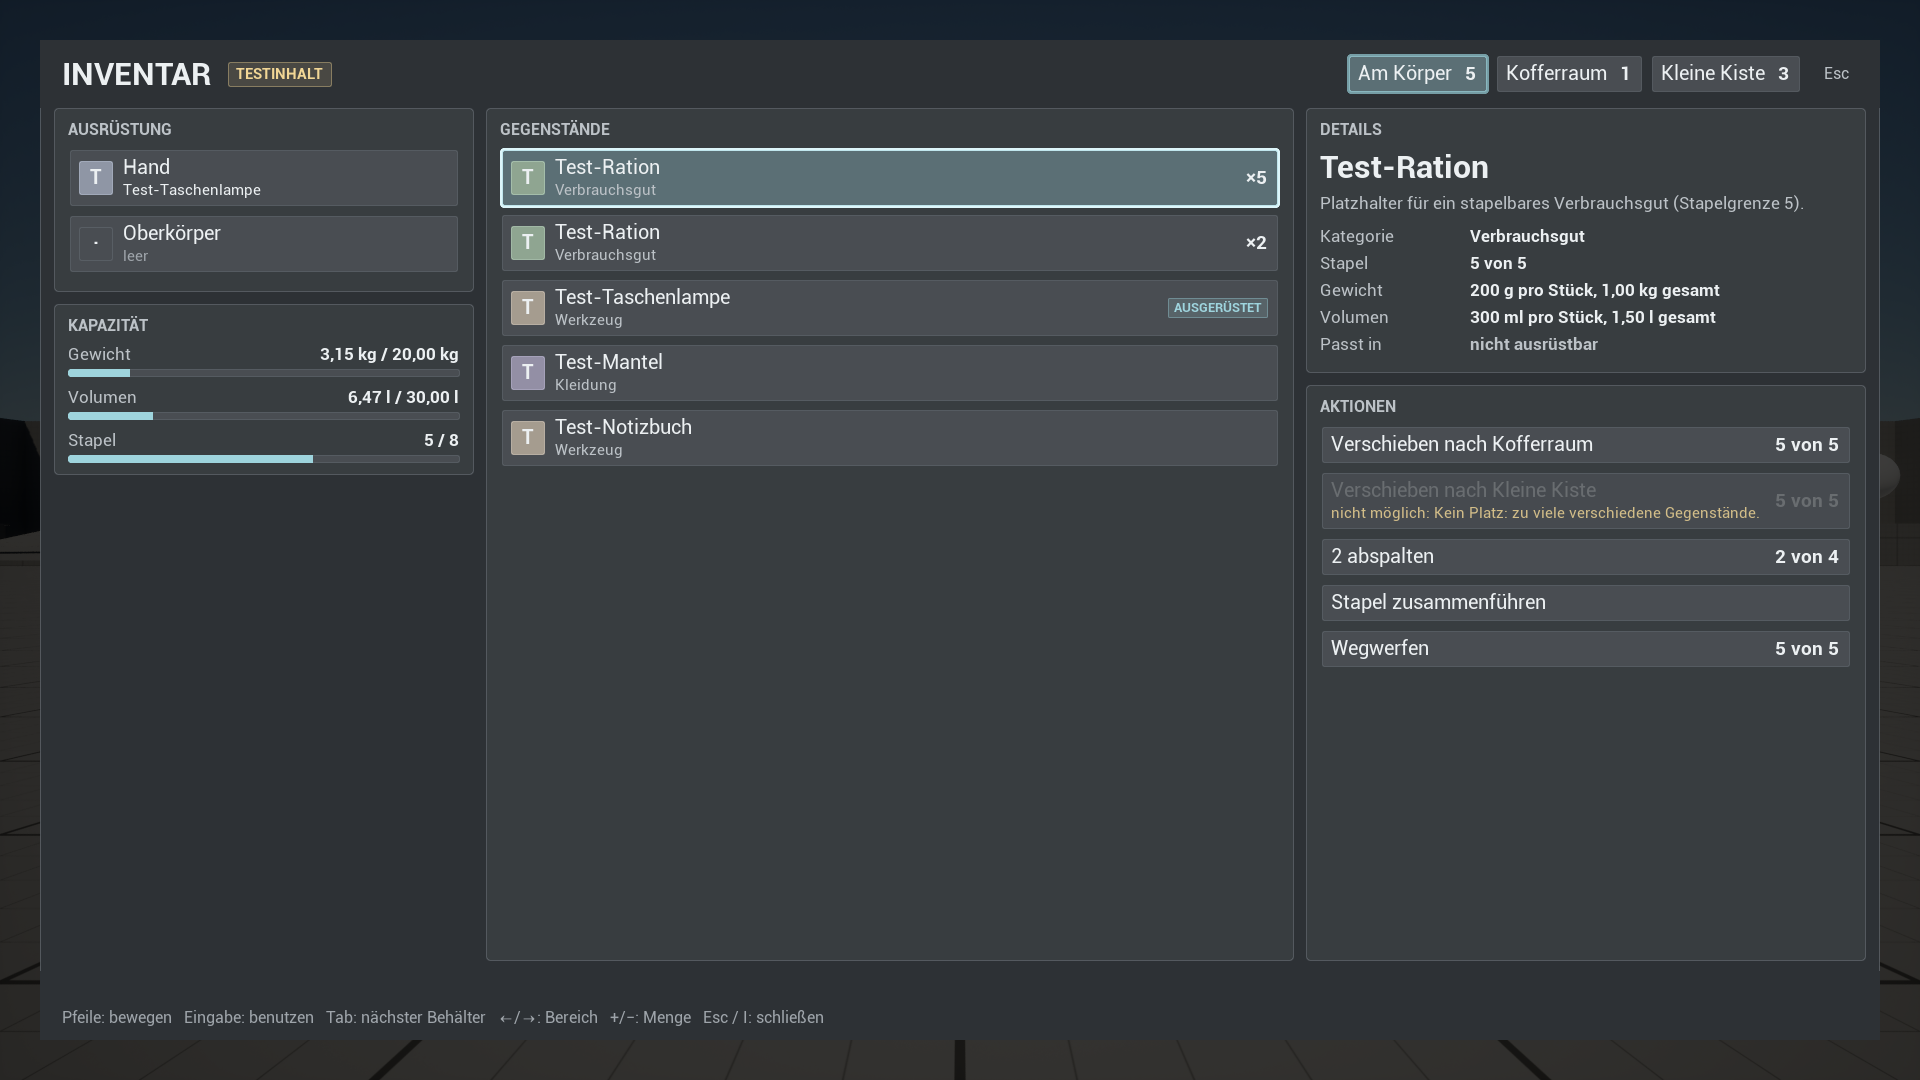 INVENTAR
TESTINHALT
Am Körper 5
Kofferraum 1
Kleine Kiste 3
Esc
AUSRÜSTUNG
T
Hand
Test-Taschenlampe
Oberkörper
leer
KAPAZITÄT
Gewicht 3,15 kg / 20,00 kg
Volumen 6,47 l / 30,00 l
Stapel 5 / 8
GEGENSTÄNDE
T
Test-Ration
Verbrauchsgut
×5
T
Test-Ration
Verbrauchsgut
×2
T
Test-Taschenlampe
Werkzeug
AUSGERÜSTET
T
Test-Mantel
Kleidung
T
Test-Notizbuch
Werkzeug
DETAILS
Test-Ration
Platzhalter für ein stapelbares Verbrauchsgut (Stapelgrenze 5).
Kategorie Verbrauchsgut
Stapel 5 von 5
Gewicht 200 g pro Stück, 1,00 kg gesamt
Volumen 300 ml pro Stück, 1,50 l gesamt
Passt in nicht ausrüstbar
AKTIONEN
Verschieben nach Kofferraum 5 von 5
Verschieben nach Kleine Kiste 5 von 5
nicht möglich: Kein Platz: zu viele verschiedene Gegenstände.
2 abspalten 2 von 4
Stapel zusammenführen
Wegwerfen 5 von 5
Pfeile: bewegen Eingabe: benutzen Tab: nächster Behälter ←/→: Bereich +/−: Menge Esc / I: schließen